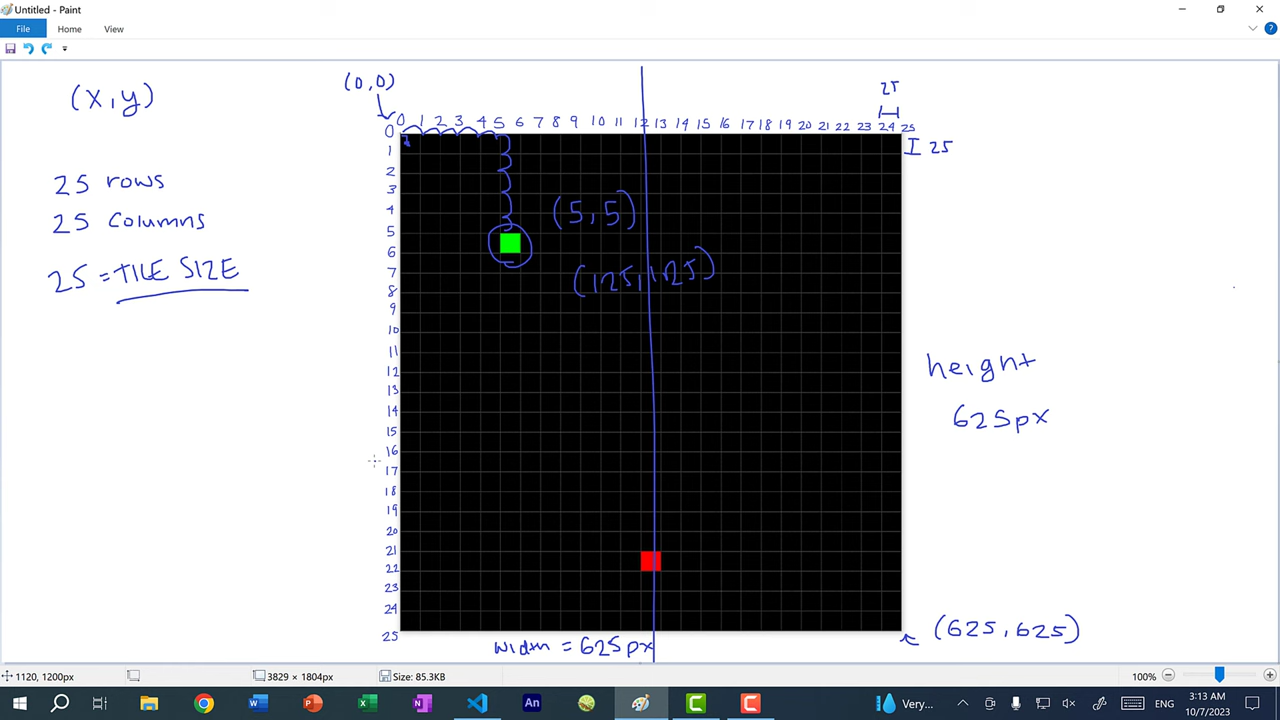 Untitled - Paint
File Home View
(x,y)
(0,0)
25
0 1 2 3 4 5 6 7 8 9 10 11 12 13 14 15 16 17 18 19 20 21 22 23 24 25
0
1
2
3
4
5
6
7
8
9
10
11
12
13
14
15
16
17
18
19
20
21
22
23
24
25
25
25 rows
25 columns
25 = TILE SIZE
(5,5)
(125,125)
height
625px
(625,625)
width = 625px
1120, 1200px 3829 × 1804px Size: 85.3KB 100%
Very...
ENG
3:13 AM
10/7/2023